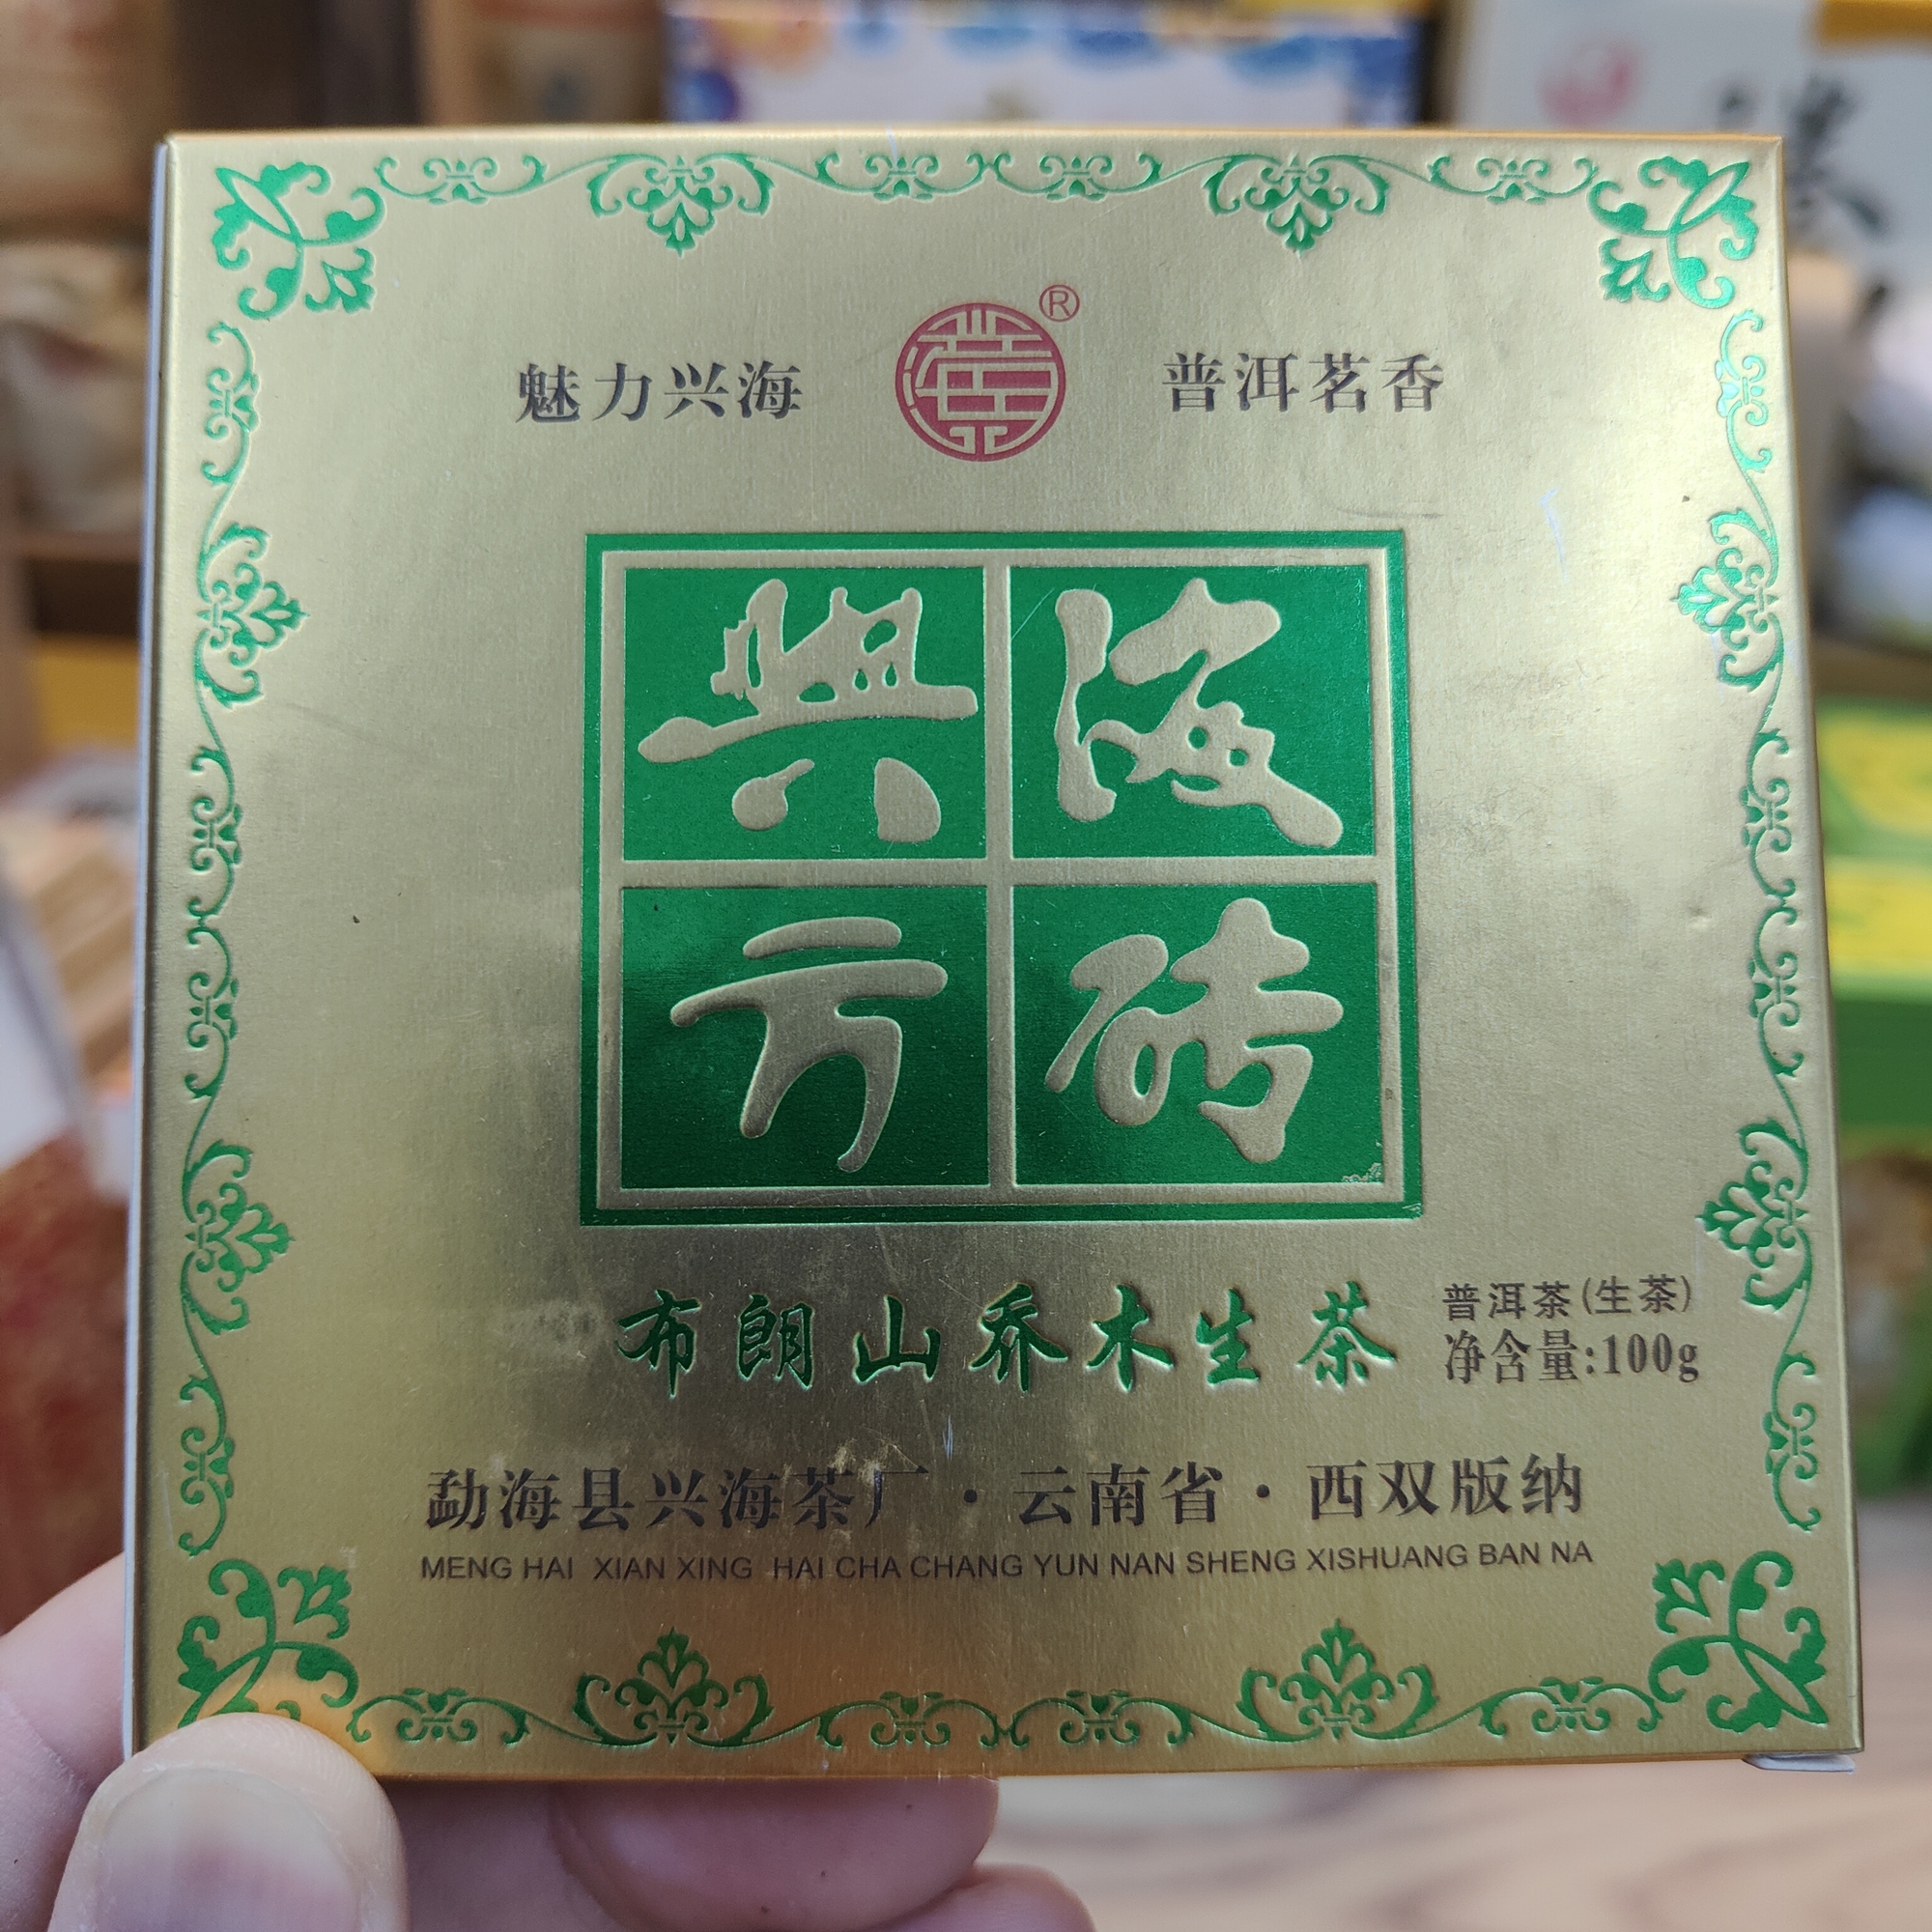 魅力兴海 ® 普洱茗香
興海
方砖
布朗山乔木生茶
普洱茶(生茶)
净含量:100g
勐海县兴海茶厂·云南省·西双版纳
MENG HAI XIAN XING HAI CHA CHANG YUN NAN SHENG XISHUANG BAN NA